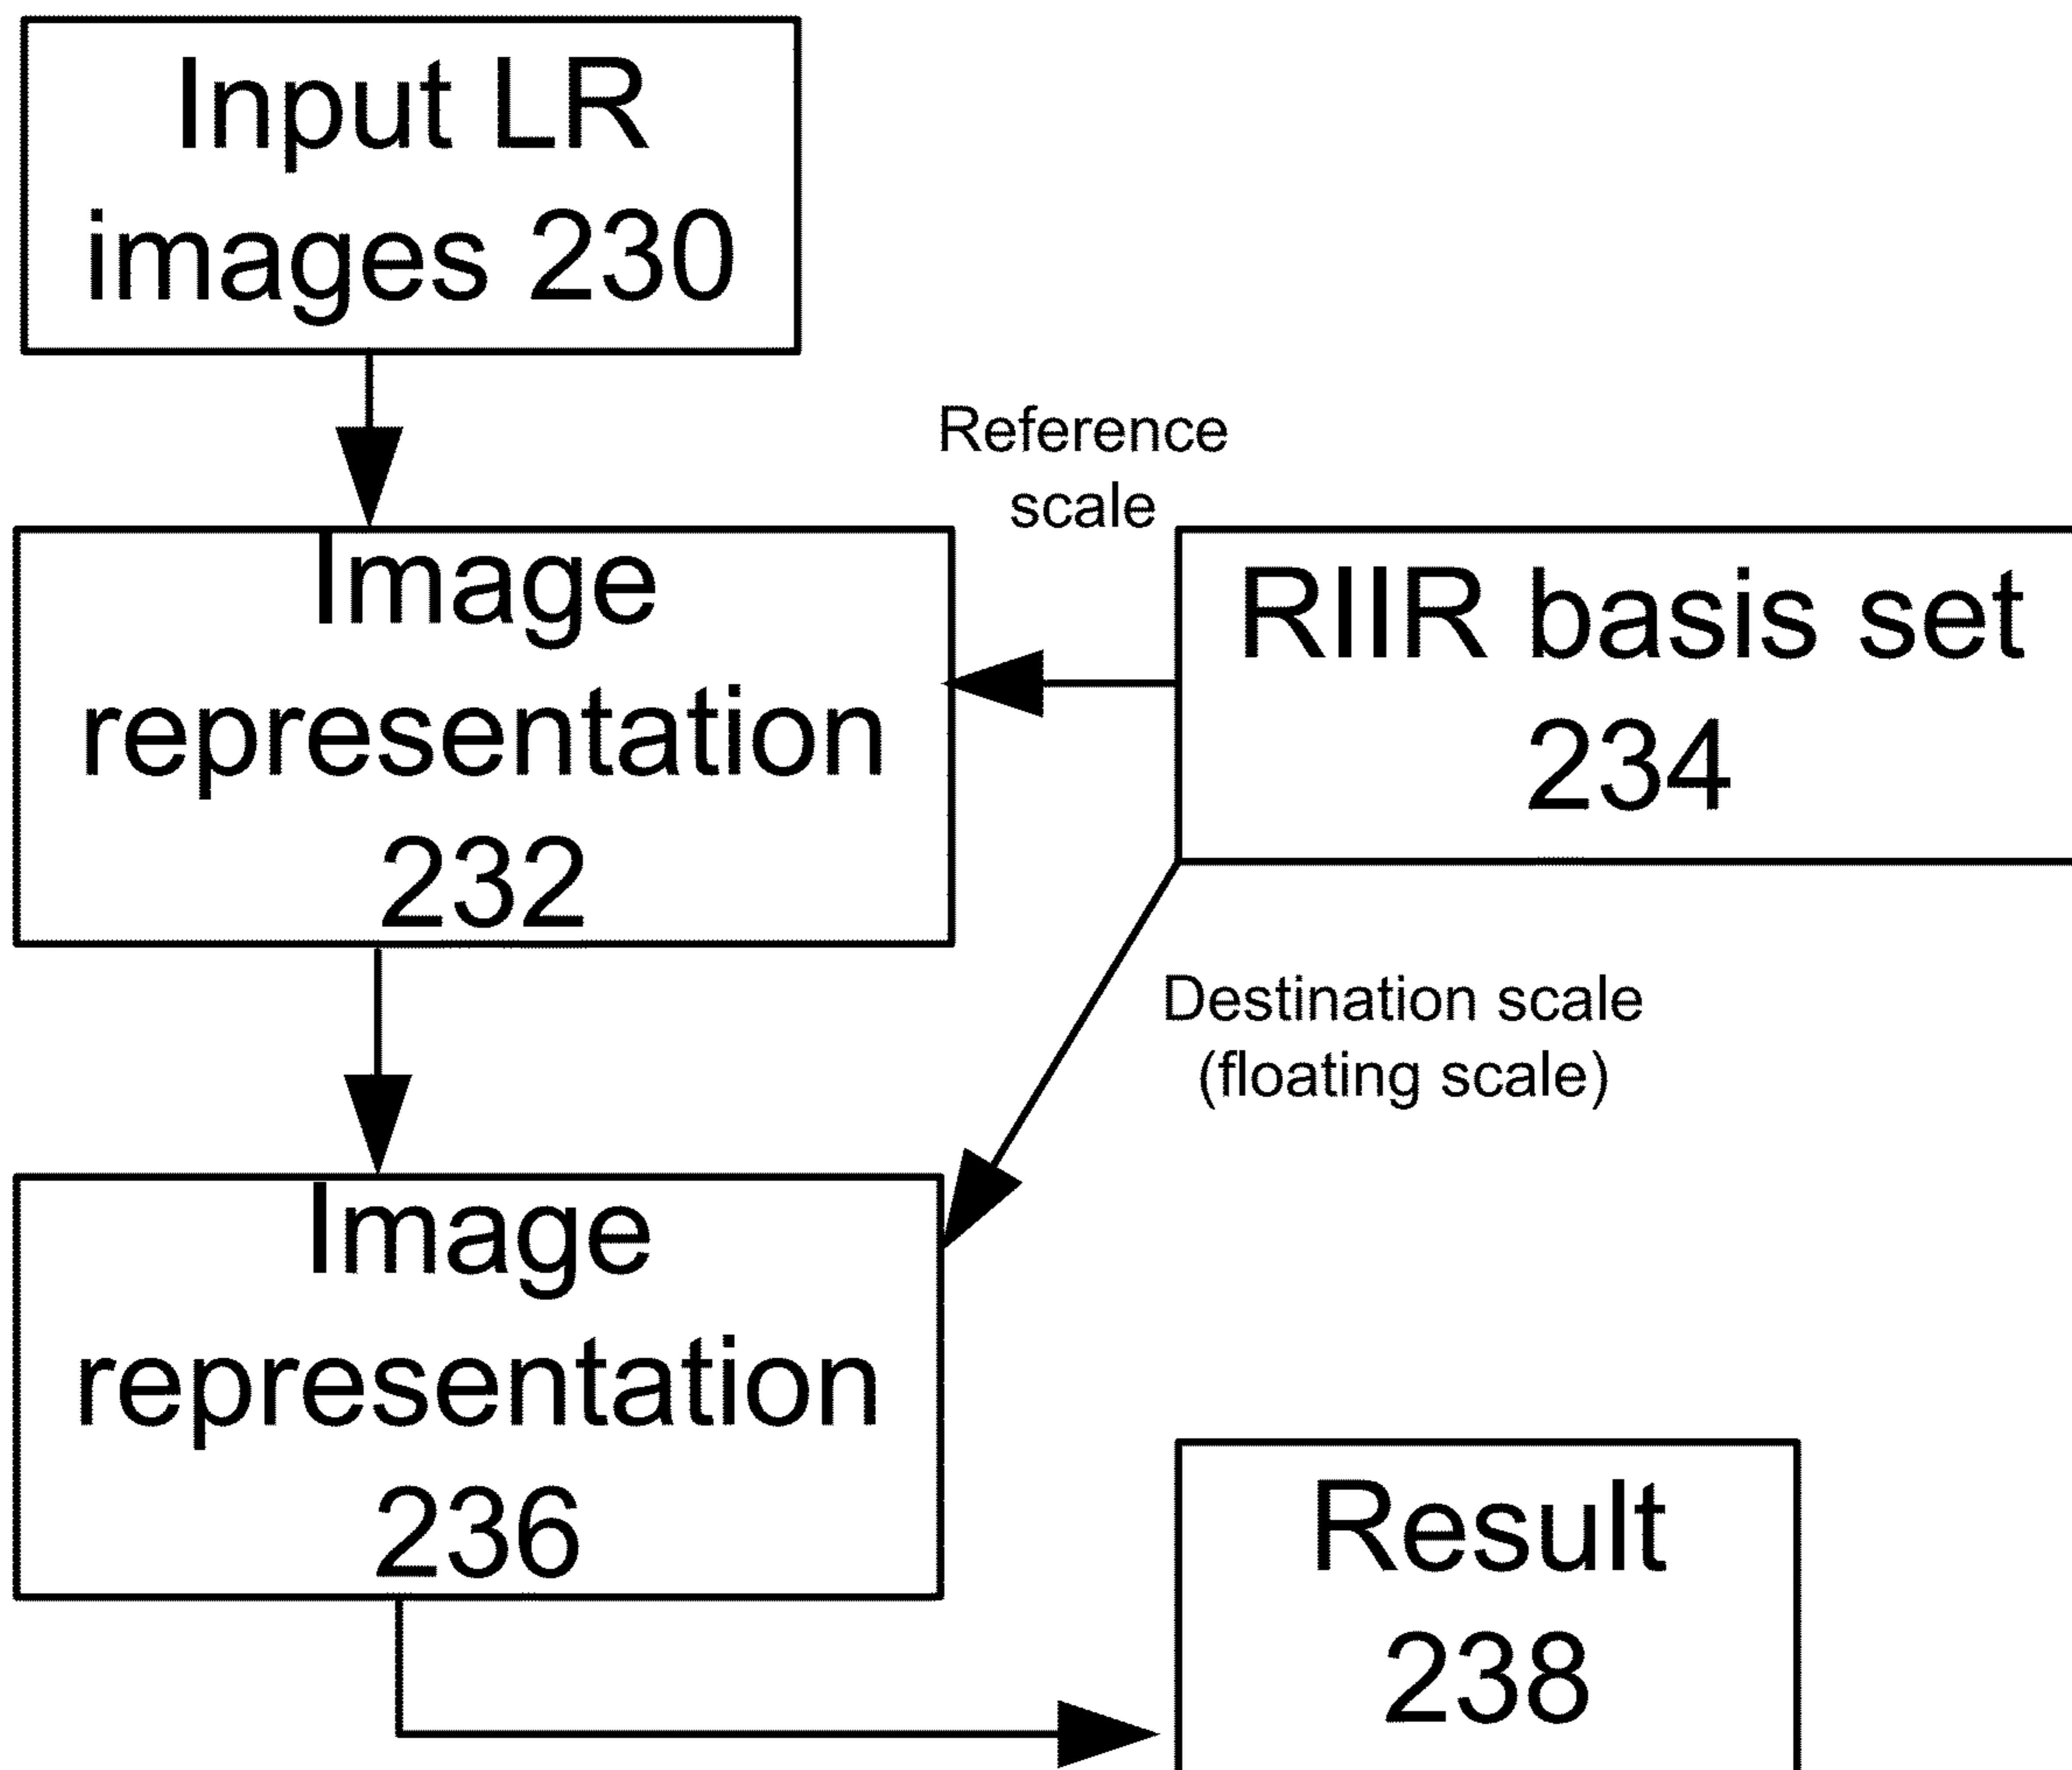 Input LR
images 230
Reference
scale
Image
representation
232
RIIR basis set
234
Destination scale
(floating scale)
Image
representation
236
Result
238